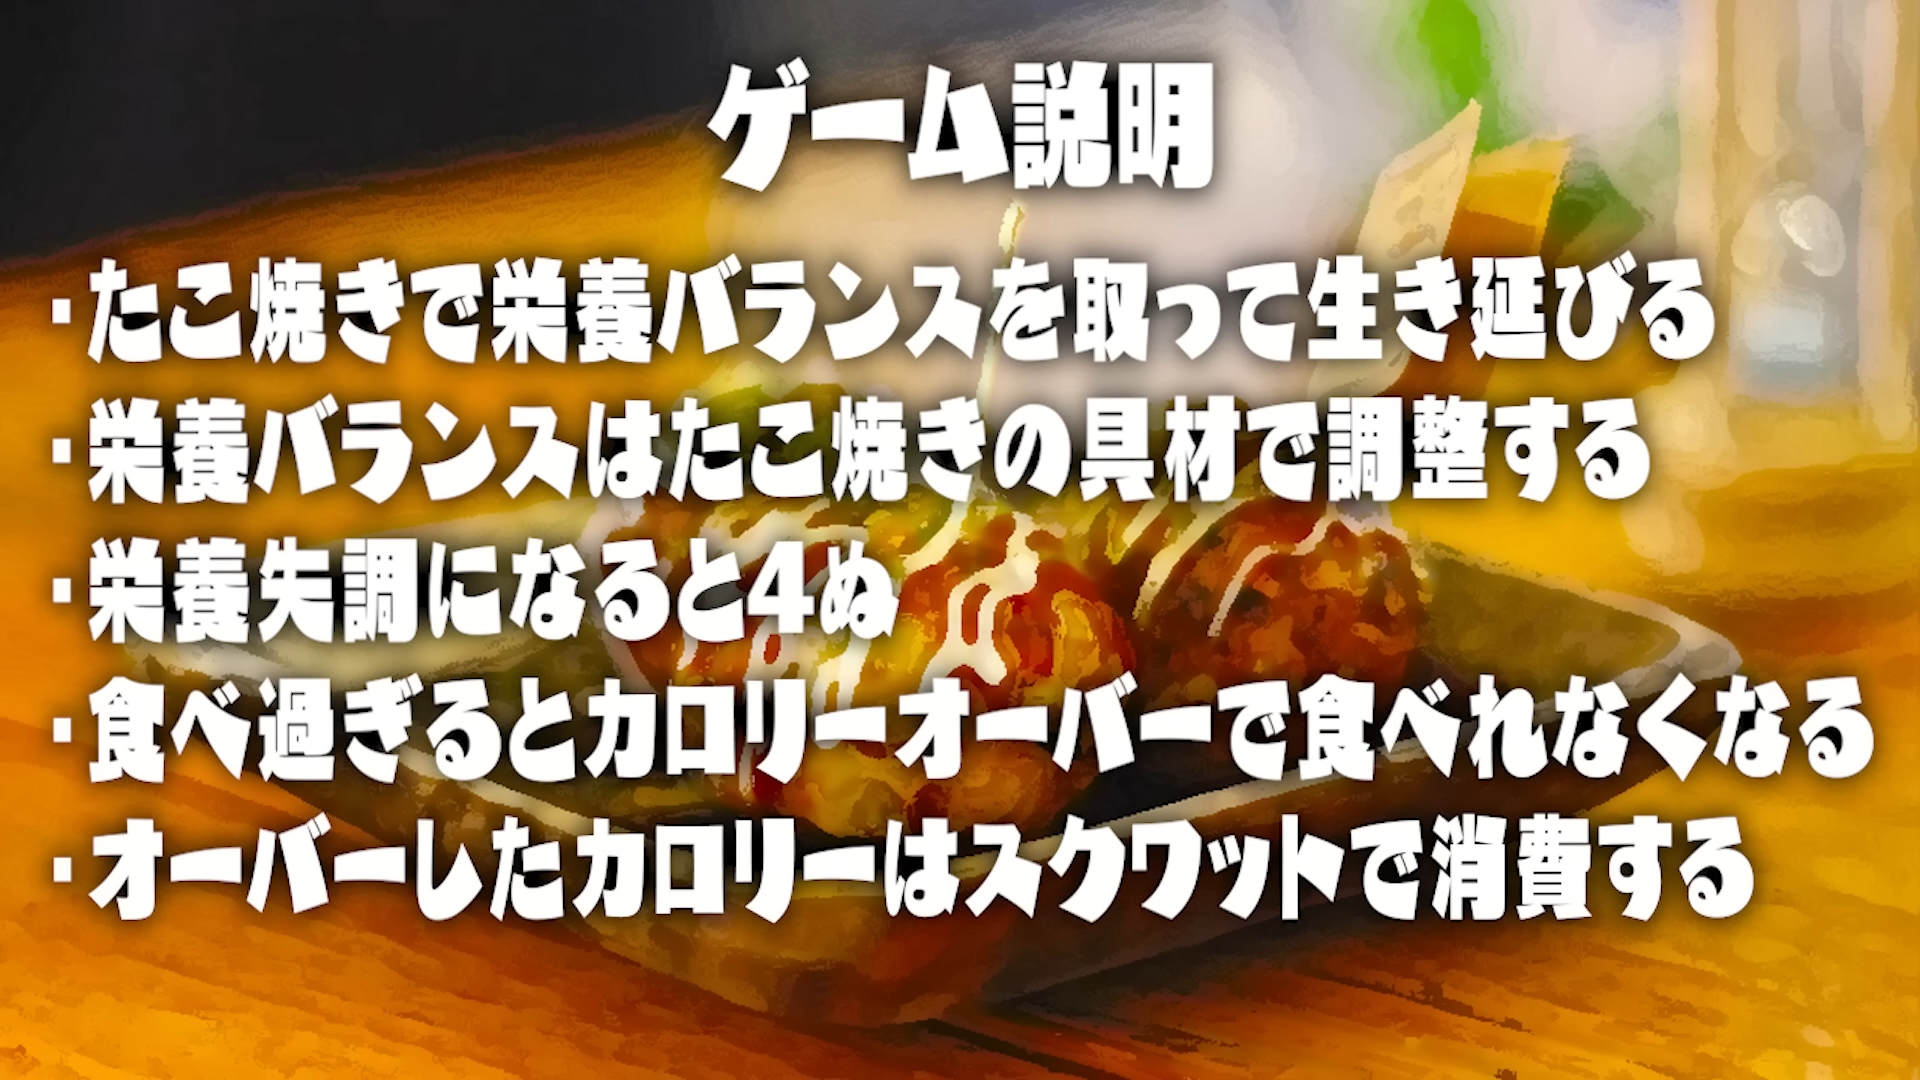 ゲーム説明
・たこ焼きで栄養バランスを取って生き延びる
・栄養バランスはたこ焼きの具材で調整する
・栄養失調になると4ぬ
・食べ過ぎるとカロリーオーバーで食べれなくなる
・オーバーしたカロリーはスクワットで消費する